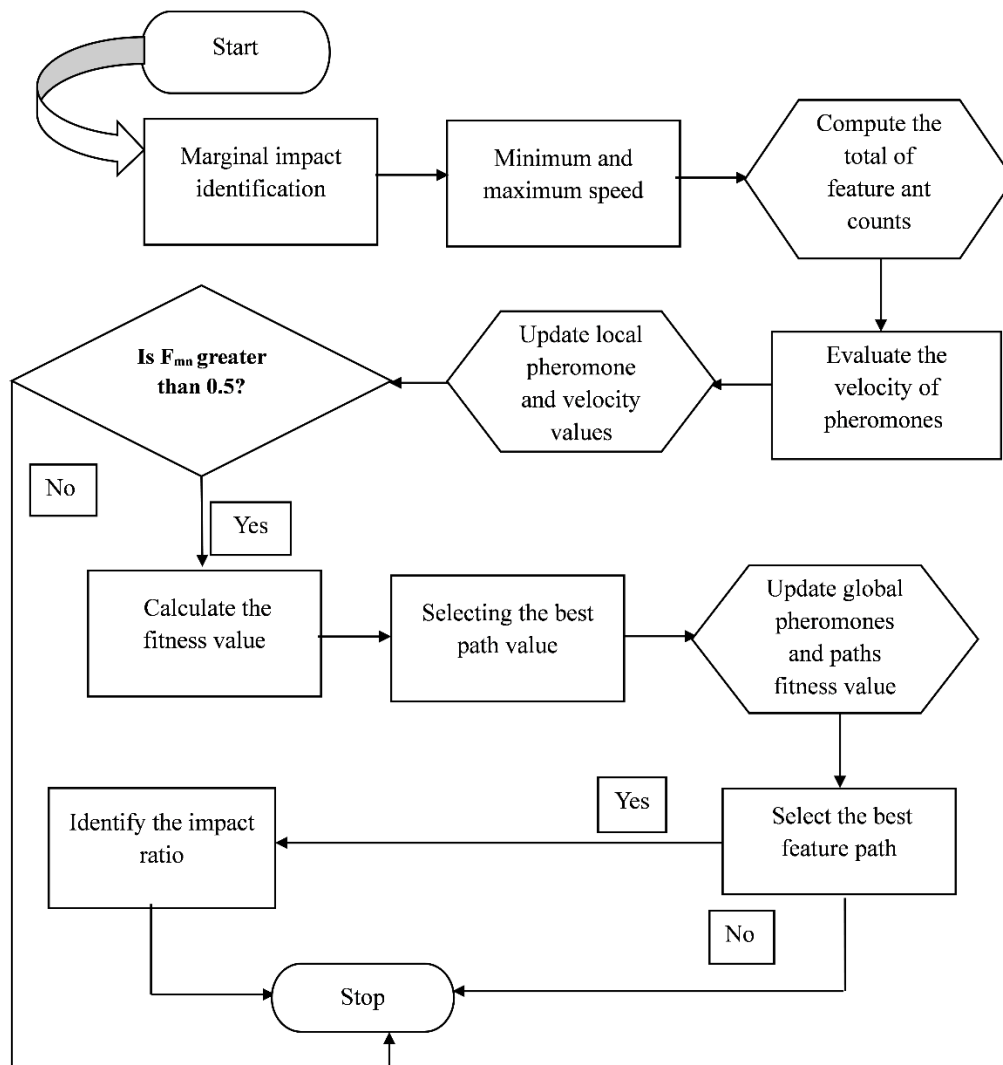 Start
Marginal impact
identification
Minimum and
maximum speed
Compute the
total of
feature ant
counts
Is Fmn greater
than 0.5?
Update local
pheromone
and velocity
values
Evaluate the
velocity of
pheromones
No
Yes
Calculate the
fitness value
Selecting the best
path value
Update global
pheromones
and paths
fitness value
Identify the impact
ratio
Yes
Select the best
feature path
No
Stop